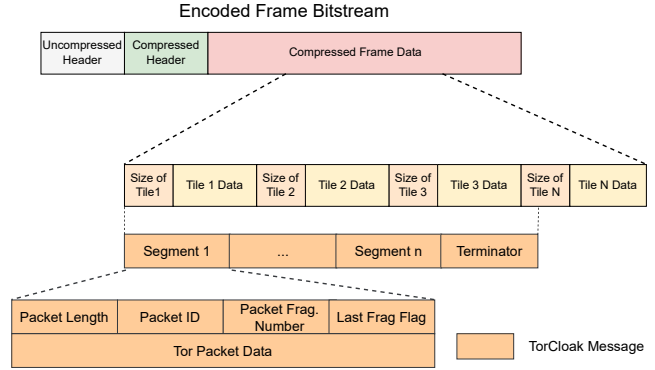 Encoded Frame Bitstream
Uncompressed
Header
Compressed
Header
Compressed Frame Data
Size of
Tile1
Tile 1 Data
Size of
Tile 2
Tile 2 Data
Size of
Tile 3
Tile 3 Data
Size of
Tile N
Tile N Data
Segment 1
...
Segment n
Terminator
Packet Length
Packet ID
Packet Frag.
Number
Last Frag Flag
Tor Packet Data
TorCloak Message